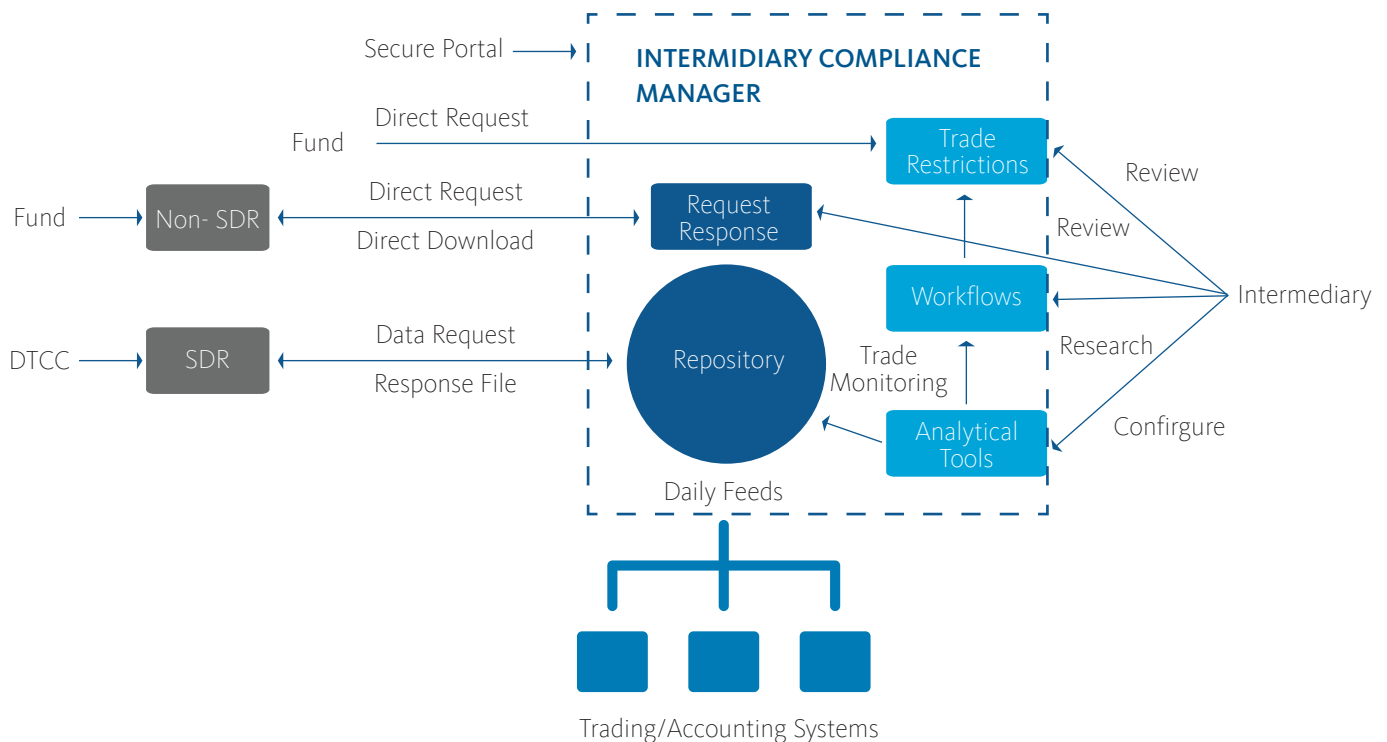 Secure Portal
INTERMIDIARY COMPLIANCE
MANAGER
Direct Request
Fund
Trade
Restrictions
Review
Direct Request
Fund
Non- SDR
Request
Response
Direct Download
Review
Workflows
Intermediary
Data Request
DTCC
SDR
Repository
Response File
Trade
Monitoring
Research
Analytical
Tools
Confirgure
Daily Feeds
Trading/Accounting Systems